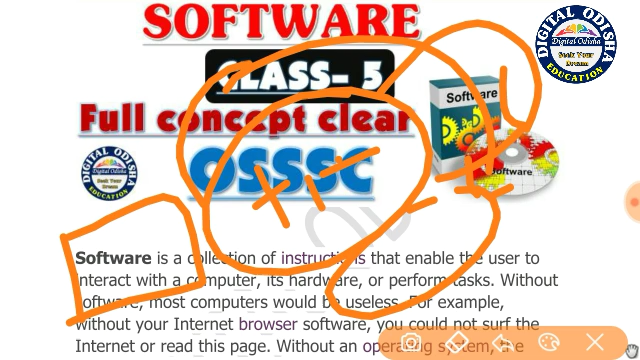 SOFTWARE
DIGITAL ODISHA
Digital Odisha
Seek Your
Dream
EDUCATION
CLASS- 5
Software
Full concept clear
OSSSC
DIGITAL ODISHA
Digital Odisha
Seek Your
Dream
EDUCATION
Software
Software is a collection of instructions that enable the user to
interact with a computer, its hardware, or perform tasks. Without
software, most computers would be useless. For example,
without your Internet browser software, you could not surf the
Internet or read this page. Without an operating system, the